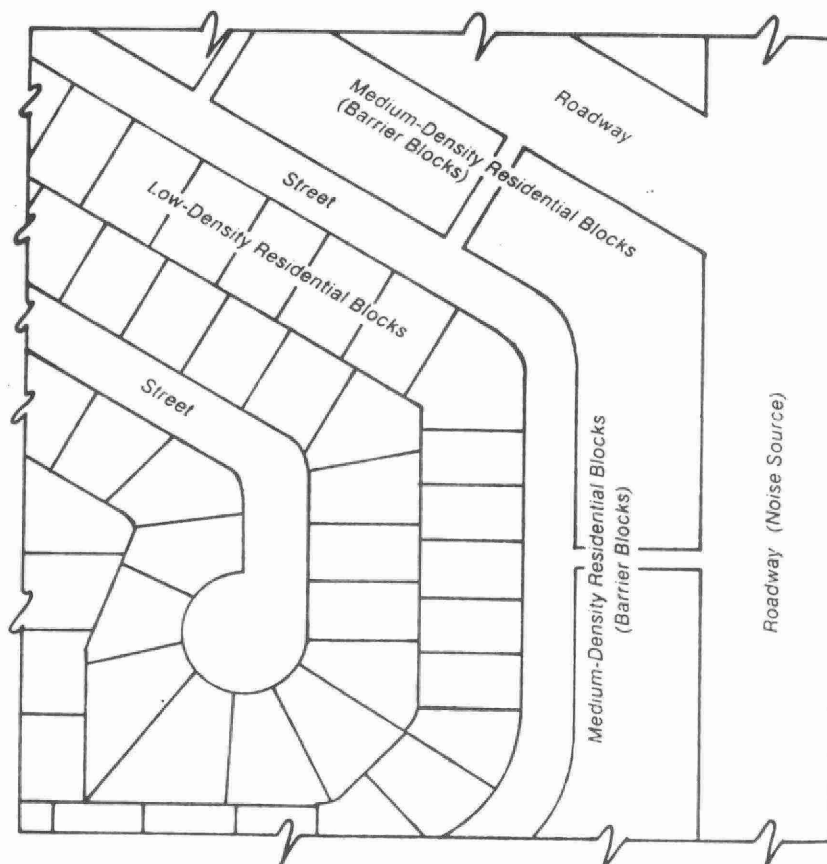 Roadway
Medium-Density Residential Blocks
(Barrier Blocks)
Street
Low-Density Residential Blocks
Street
Medium-Density Residential Blocks
(Barrier Blocks)
Roadway (Noise Source)